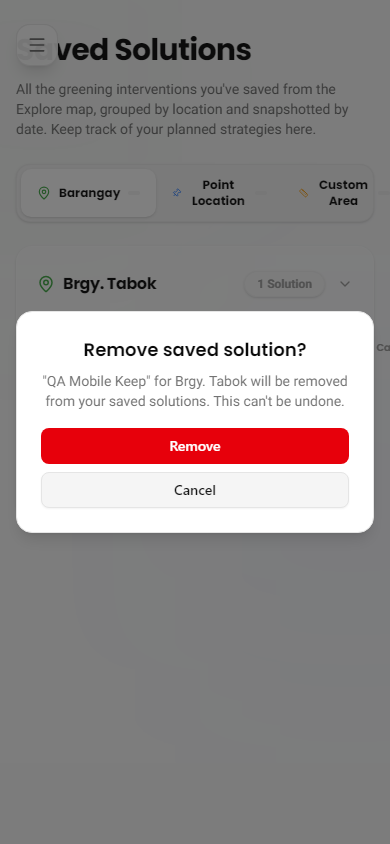 ved Solutions
All the greening interventions you've saved from the
Explore map, grouped by location and snapshotted by
date. Keep track of your planned strategies here.
Barangay
Point
Location
Custom
Area
Brgy. Tabok
1 Solution
Remove saved solution?
"QA Mobile Keep" for Brgy. Tabok will be removed
from your saved solutions. This can't be undone.
Remove
Cancel